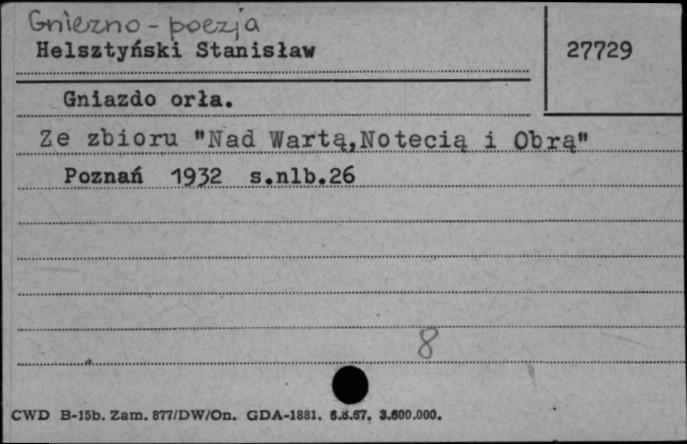 Gniezno - poezja
Helsztyński Stanisław
27729
Gniazdo orła.
Ze zbioru "Nad Wartą,Notecią i Obrą"
Poznań 1932 s.nlb.26
8
CWD B-15b. Zam. 877/DW/On. GDA-1881. 6.6.67. 3.600.000.